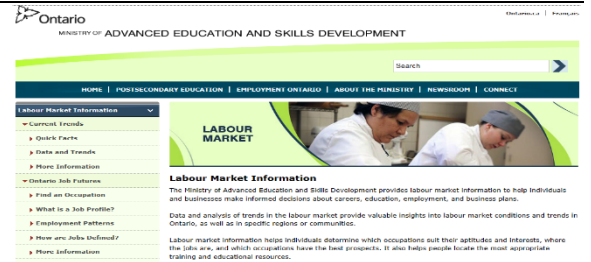 Ontario
Français
MINISTRY OF ADVANCED EDUCATION AND SKILLS DEVELOPMENT
Search
HOME | POSTSECONDARY EDUCATION | EMPLOYMENT ONTARIO | ABOUT THE MINISTRY | NEWSROOM | CONNECT
Labour Market Information
Current Trends
Quick Facts
Data and Trends
More Information
Ontario Job Futures
Find an Occupation
What is a Job Profile?
Employment Patterns
How are Jobs Defined?
More Information
LABOUR
MARKET
Labour Market Information
The Ministry of Advanced Education and Skills Development provides labour market information to help individuals
and businesses make informed decisions about careers, education, employment, and business plans.
Data and analysis of trends in the labour market provide valuable insights into labour market conditions and trends in
Ontario, as well as in specific regions or communities.
Labour market information helps individuals determine which occupations suit their aptitudes and interests, where
the jobs are, and which occupations have the best prospects. It also helps people locate the most appropriate
training and educational resources.